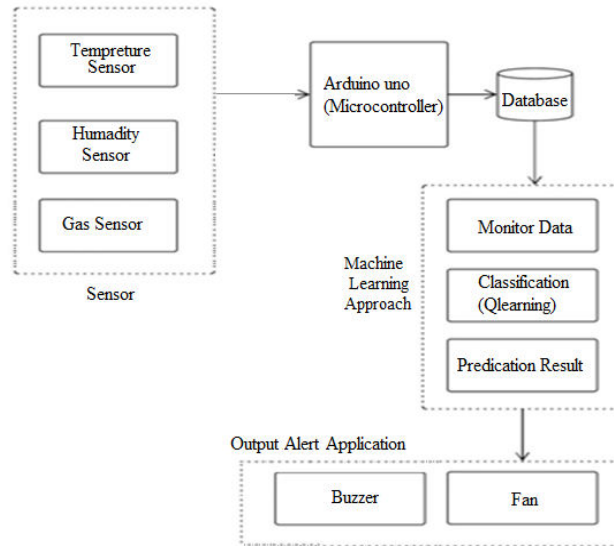 Tempreture
Sensor
Humadity
Sensor
Gas Sensor
Sensor
Arduino uno
(Microcontroller)
Database
Machine
Learning
Approach
Monitor Data
Classification
(Qlearning)
Predication Result
Output Alert Application
Buzzer
Fan